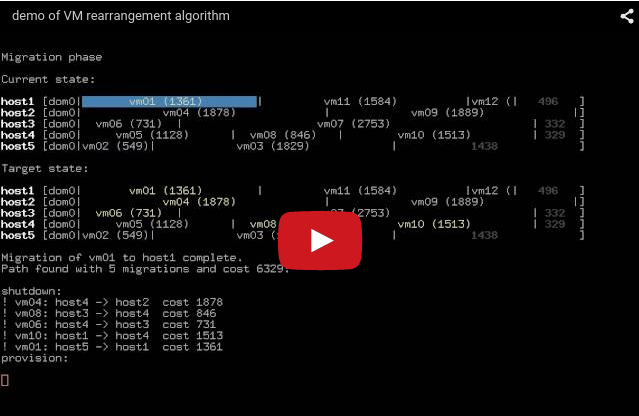 demo of VM rearrangement algorithm
Migration phase
Current state:
host1 [dom0| vm01 (1361) | vm11 (1584) |vm12 (| 496 ]
host2 [dom0| vm04 (1878) | vm09 (1889) |]
host3 [dom0| vm06 (731) | vm07 (2753) | 332 ]
host4 [dom0| vm05 (1128) | vm08 (846) | vm10 (1513) | 329 ]
host5 [dom0|vm02 (549)| vm03 (1829) | 1438 ]
Target state:
host1 [dom0| vm01 (1361) | vm11 (1584) |vm12 (| 496 ]
host2 [dom0| vm04 (1878) | vm09 (1889) |]
host3 [dom0| vm06 (731) | (2753) | 332 ]
host4 [dom0| vm05 (1128) | vm08 vm10 (1513) | 329 ]
host5 [dom0|vm02 (549)| vm03 | 1438 ]
Migration of vm01 to host1 complete.
Path found with 5 migrations and cost 6329.
shutdown:
! vm04: host4 -> host2 cost 1878
! vm08: host3 -> host4 cost 846
! vm06: host4 -> host3 cost 731
! vm10: host1 -> host4 cost 1513
! vm01: host5 -> host1 cost 1361
provision: